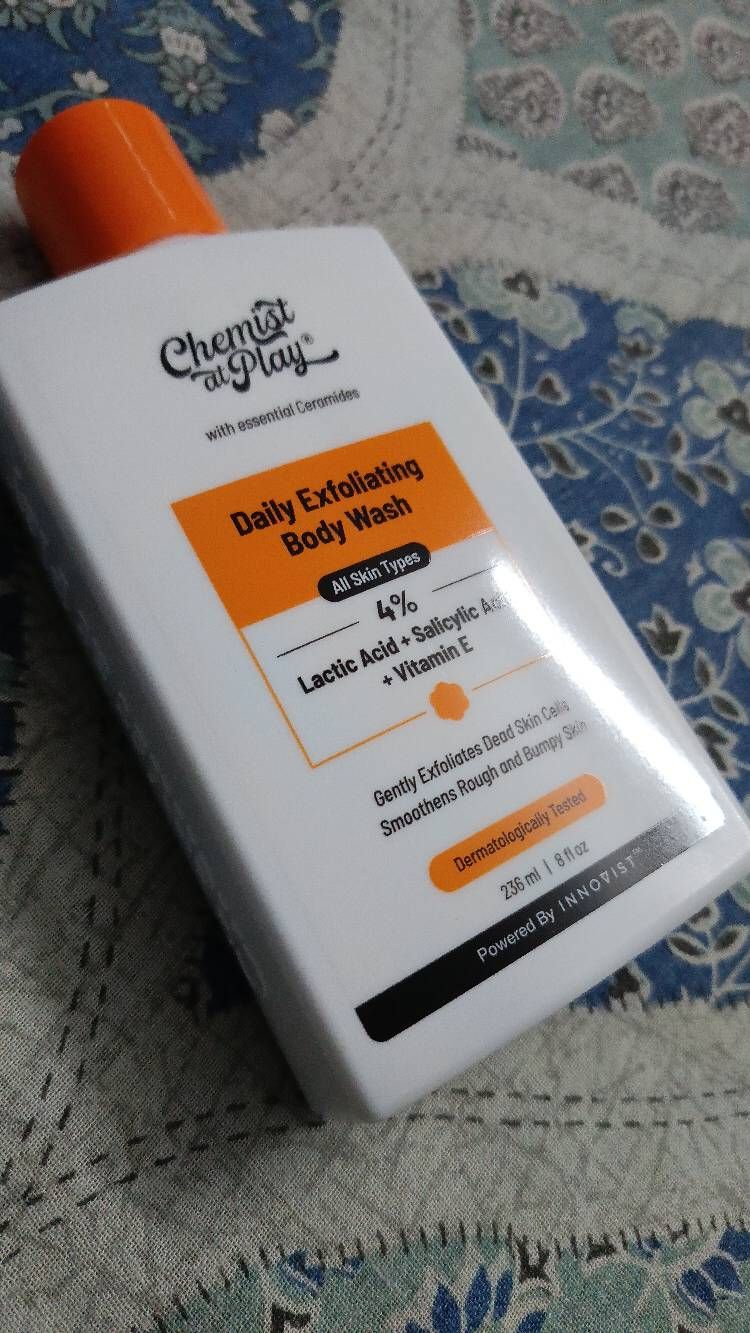 Chemist
at Play®
with essential Ceramides
Daily Exfoliating
Body Wash
All Skin Types
4%
Lactic Acid + Salicylic
+ Vitamin E
Gently Exfoliates Dead Skin Cells
Smoothens Rough and Bumpy Skin
Dermatologically Tested
236 ml | 8 fl oz
Powered By INNOVIST™